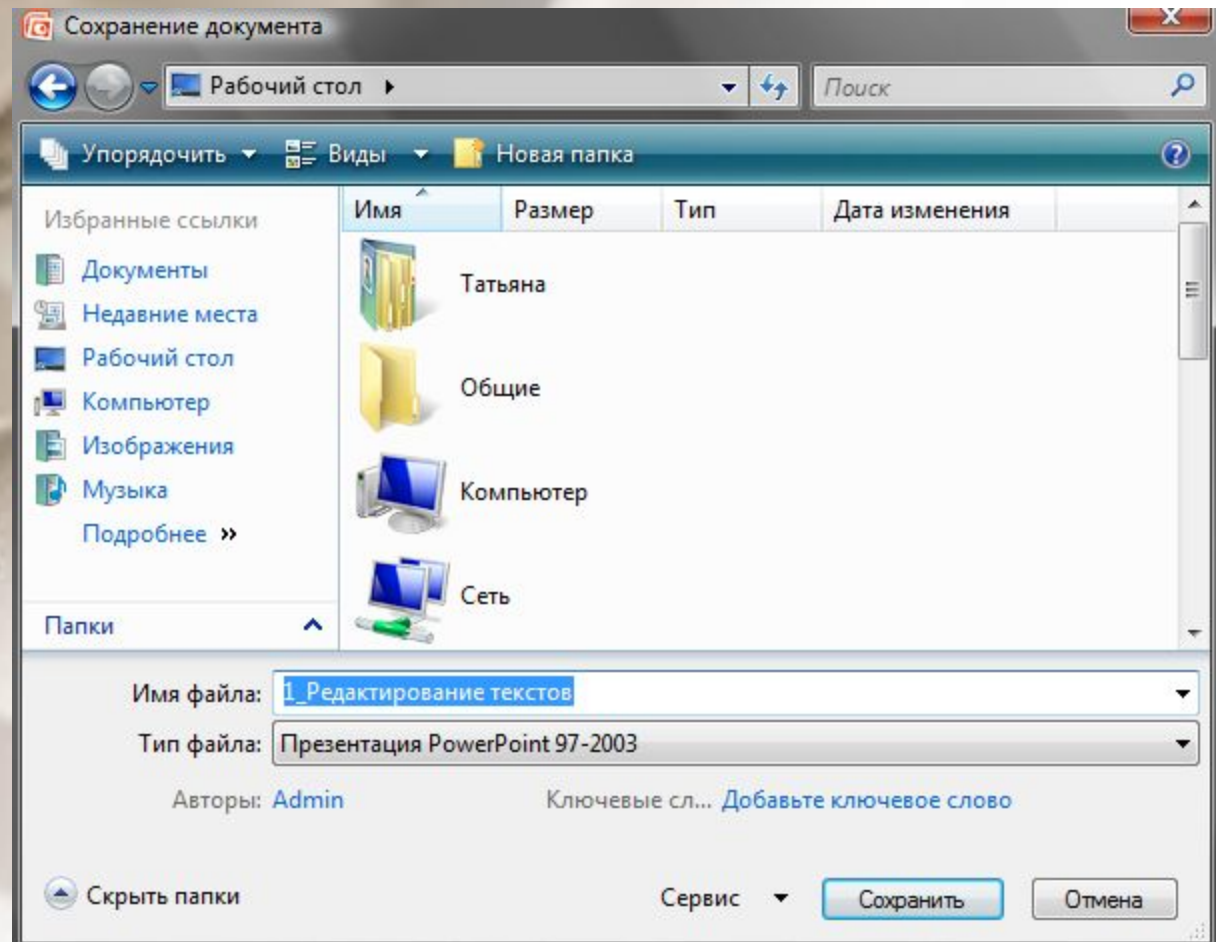 Сохранение документа
Рабочий стол
Поиск
Упорядочить Виды Новая папка
Избранные ссылки
Документы
Недавние места
Рабочий стол
Компьютер
Изображения
Музыка
Подробнее »
Папки
Имя Размер Тип Дата изменения
Татьяна
Общие
Компьютер
Сеть
Имя файла: 1_Редактирование текстов
Тип файла: Презентация PowerPoint 97-2003
Авторы: Admin Ключевые сл... Добавьте ключевое слово
Скрыть папки Сервис Сохранить Отмена